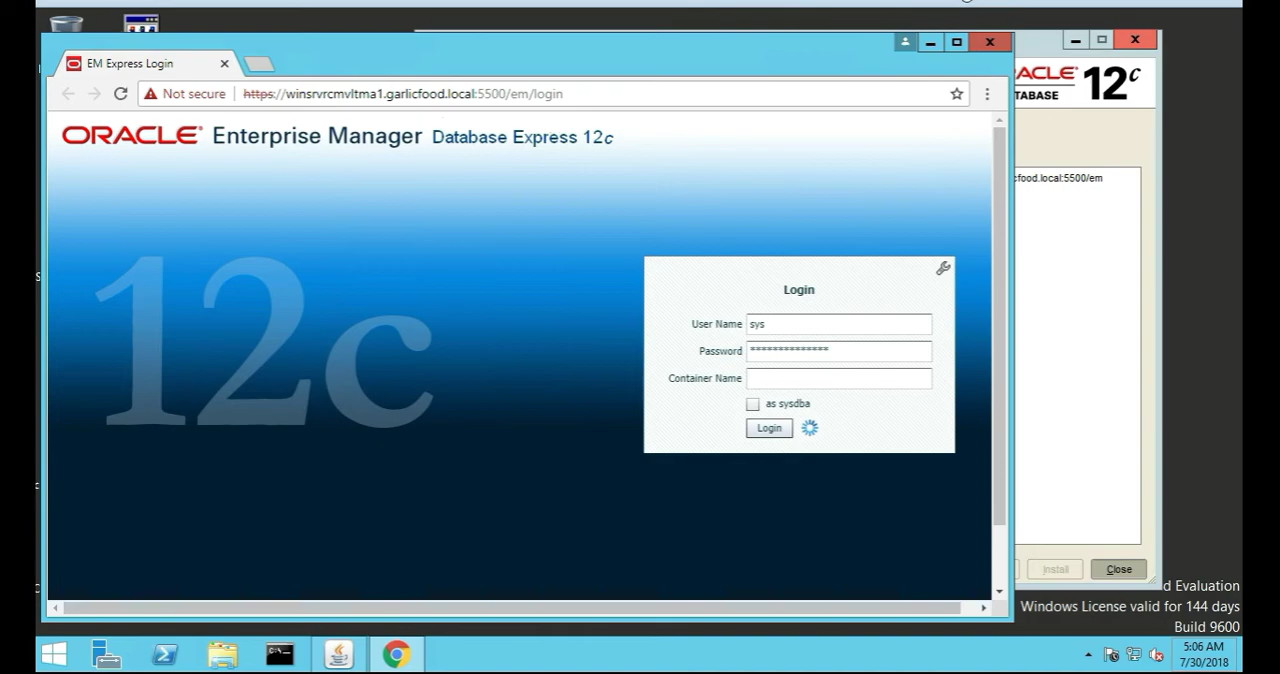 EM Express Login
Not secure
https://winsrvrcmvltma1.garlicfood.local:5500/em/login
ORACLE Enterprise Manager Database Express 12c
ACLE 12c
TABASE
cfood.local:5500/em
12c
Login
User Name sys
Password **************
Container Name
as sysdba
Login
Install
Close
d Evaluation
Windows License valid for 144 days
Build 9600
5:06 AM
7/30/2018